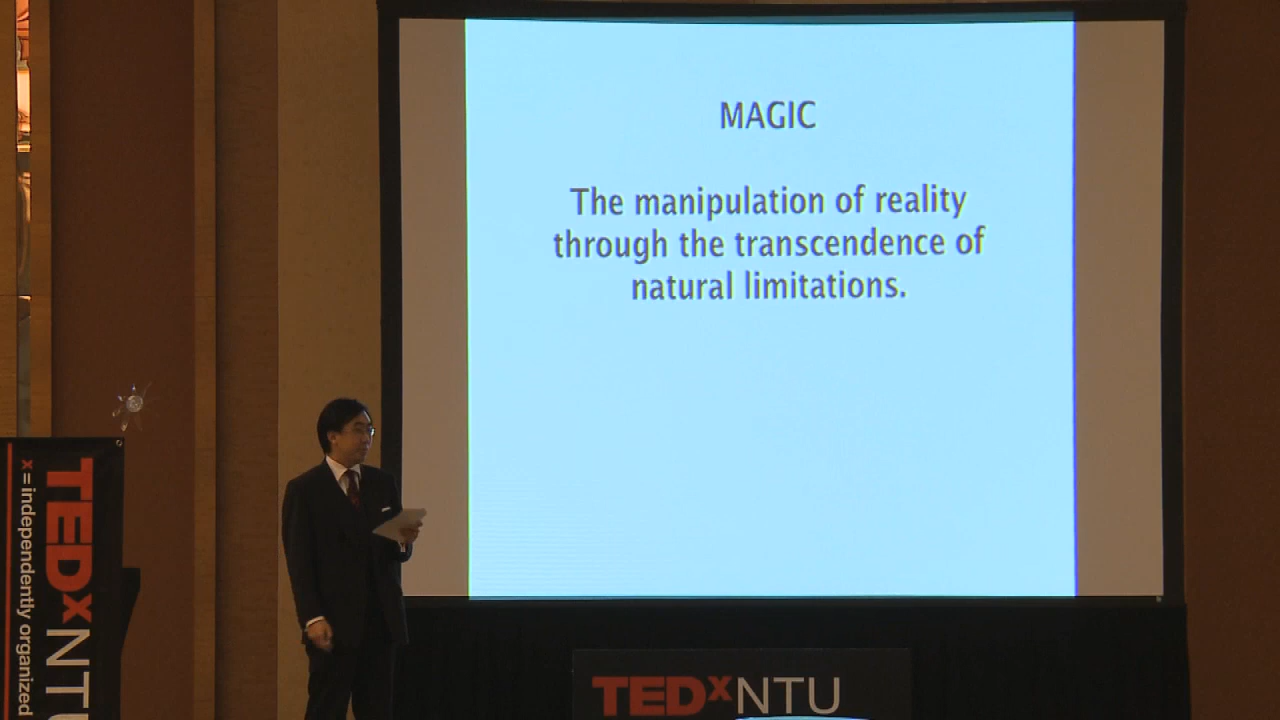 MAGIC
The manipulation of reality
through the transcendence of
natural limitations.
TEDxNTU
x = independently organized
TEDxNTU